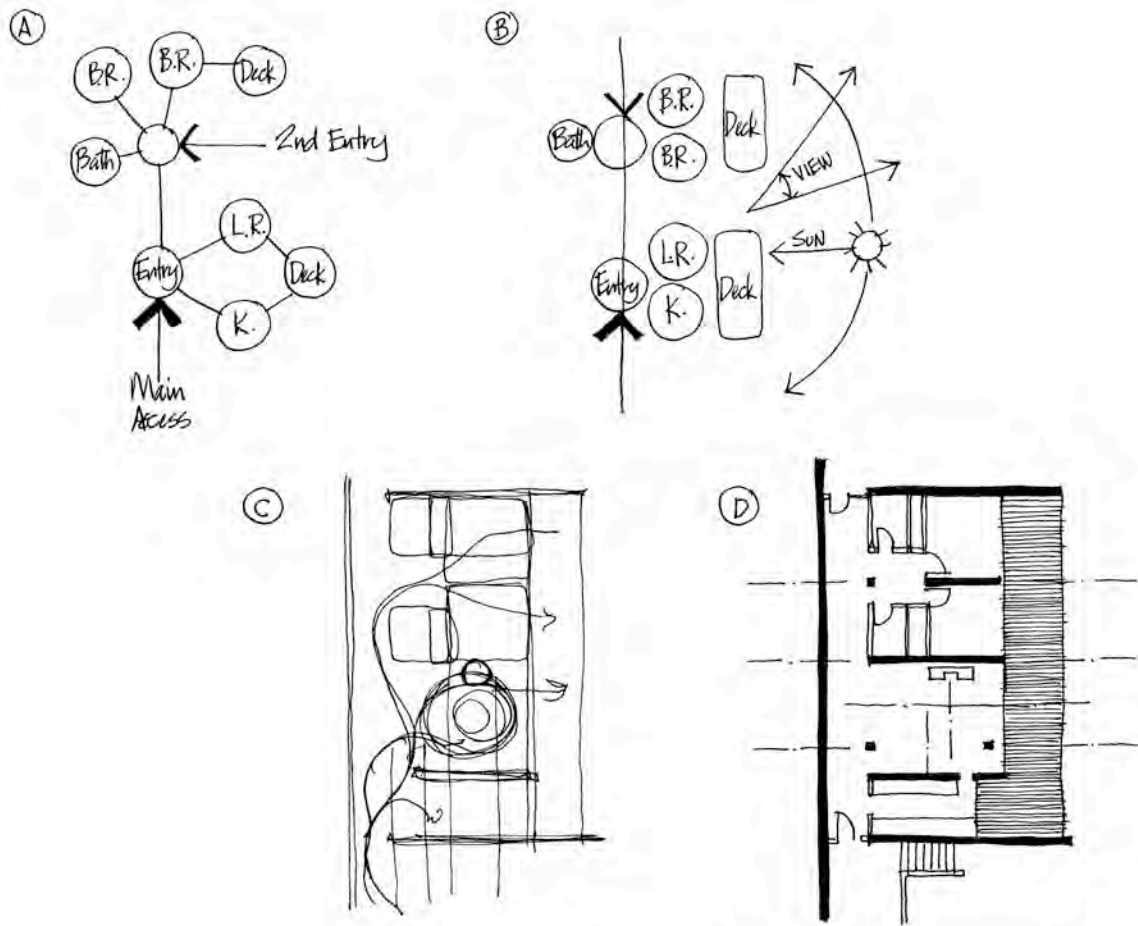 A
B.R.
B.R.
Deck
Bath
2nd Entry
L.R.
Entry
Deck
K.
Main
Access
B
B.R.
Bath
B.R.
Deck
VIEW
L.R.
SUN
Entry
K.
Deck
C
D